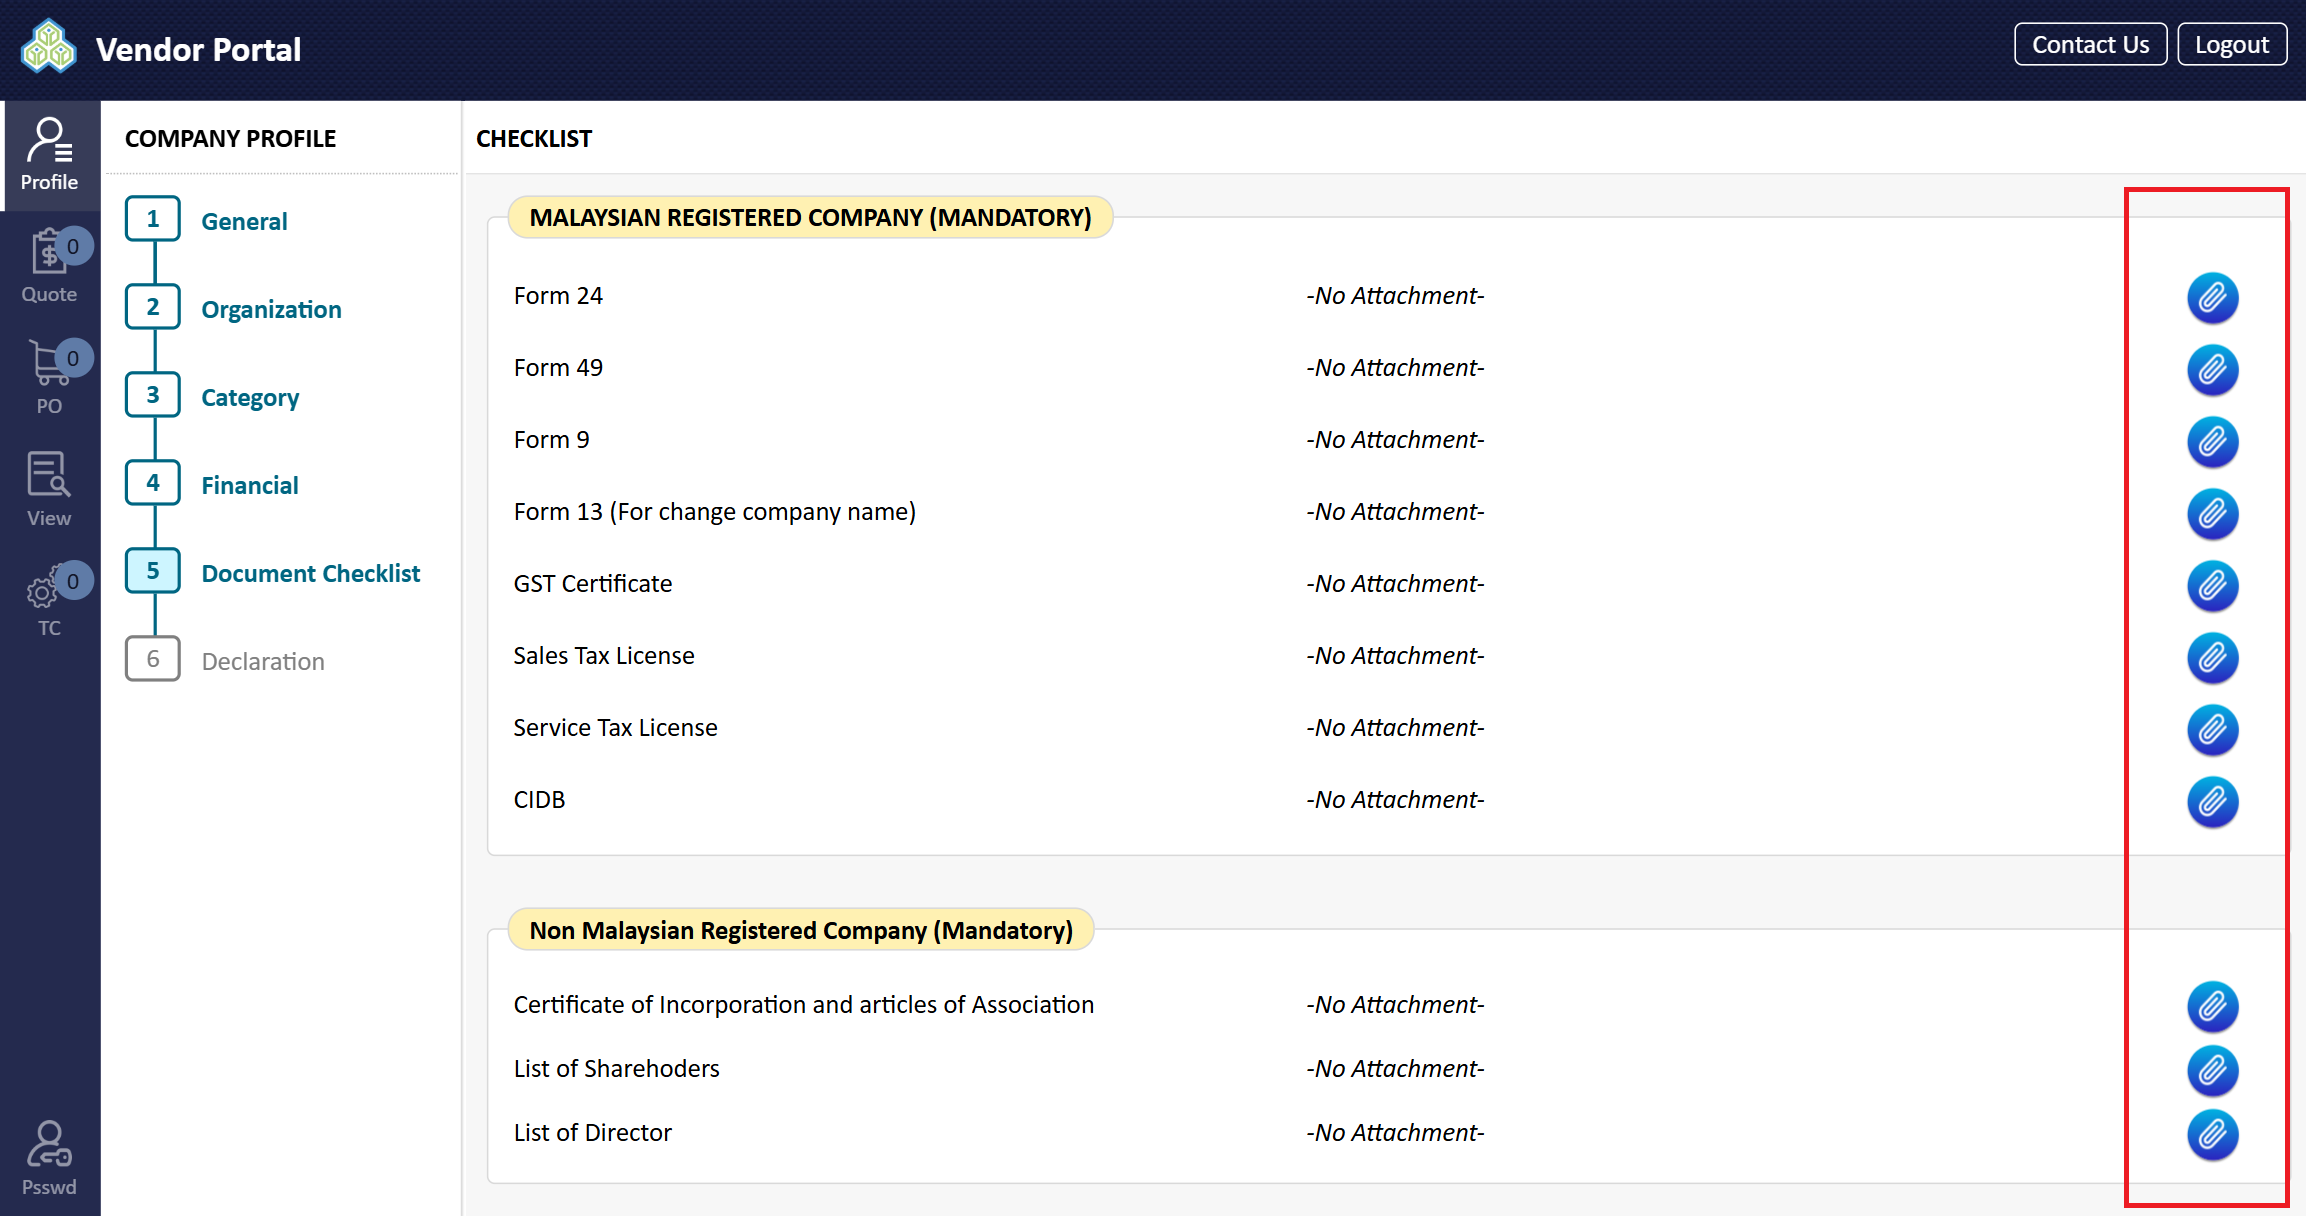 Vendor Portal
Contact Us
Logout
Profile
0
Quote
0
PO
View
0
TC
Psswd
COMPANY PROFILE
1 General
2 Organization
3 Category
4 Financial
5 Document Checklist
6 Declaration
CHECKLIST
MALAYSIAN REGISTERED COMPANY (MANDATORY)
Form 24 -No Attachment-
Form 49 -No Attachment-
Form 9 -No Attachment-
Form 13 (For change company name) -No Attachment-
GST Certificate -No Attachment-
Sales Tax License -No Attachment-
Service Tax License -No Attachment-
CIDB -No Attachment-
Non Malaysian Registered Company (Mandatory)
Certificate of Incorporation and articles of Association -No Attachment-
List of Sharehoders -No Attachment-
List of Director -No Attachment-